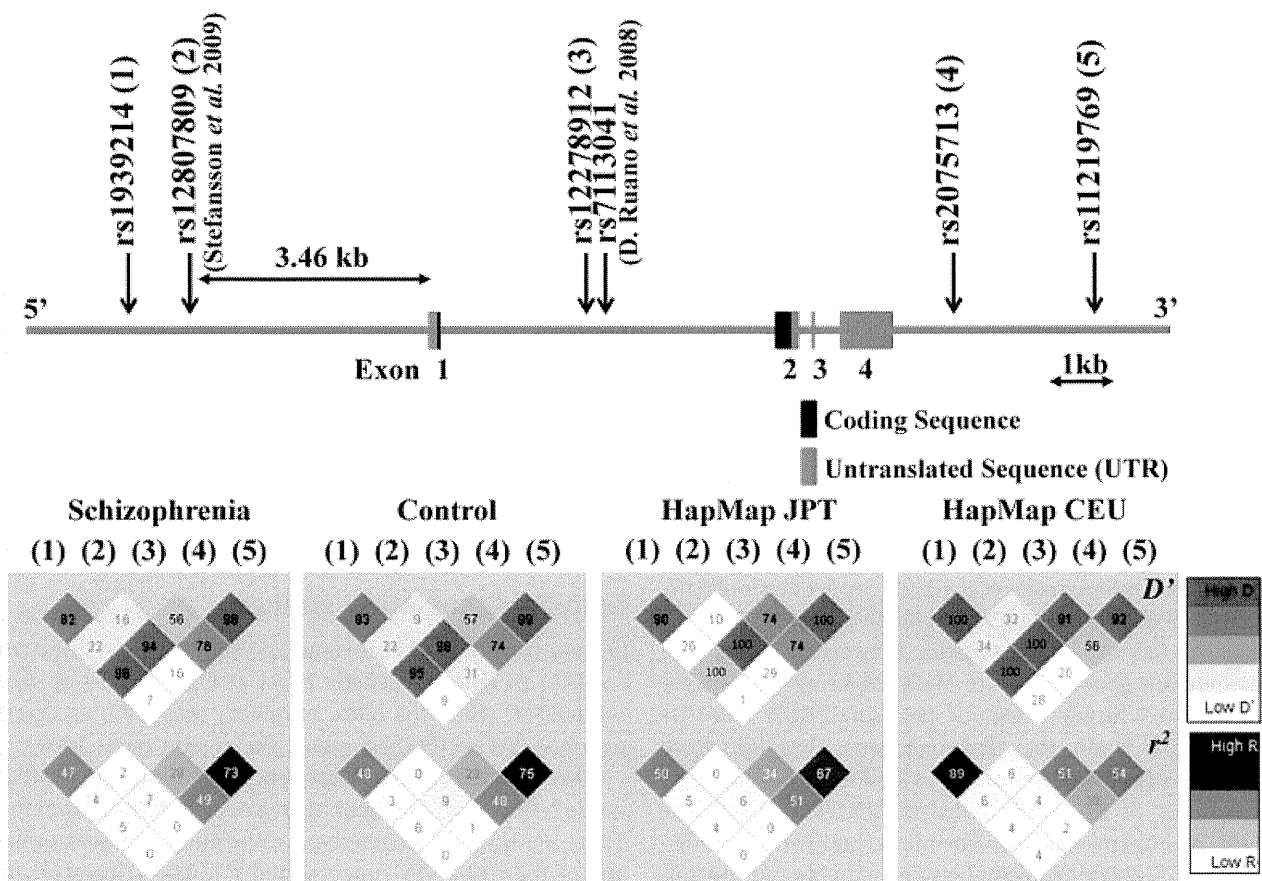 rs1939214 (1)
rs12807809 (2)
(Stefansson et al. 2009)
rs12278912 (3)
rs7113041
(D. Ruano et al. 2008)
rs2075713 (4)
rs11219769 (5)
3.46 kb
5’
3’
Exon 1
2
3
4
1kb
Coding Sequence
Untranslated Sequence (UTR)
Schizophrenia Control HapMap JPT HapMap CEU
(1) (2) (3) (4) (5) (1) (2) (3) (4) (5) (1) (2) (3) (4) (5) (1) (2) (3) (4) (5)
D’
High D
82 16 56 98 83 9 57 99 90 10 74 100 100 32 91 92
22 94 78 22 98 74 26 100 74 34 100 56
98 16 95 31 100 29 100 30
7 9 1 28
Low D’
r²
High R
47 2 73 48 0 75 50 0 34 67 89 6 51 54
4 7 49 3 9 48 5 6 51 6 4
5 0 6 1 4 0 4 2
0 0 0 4
Low R